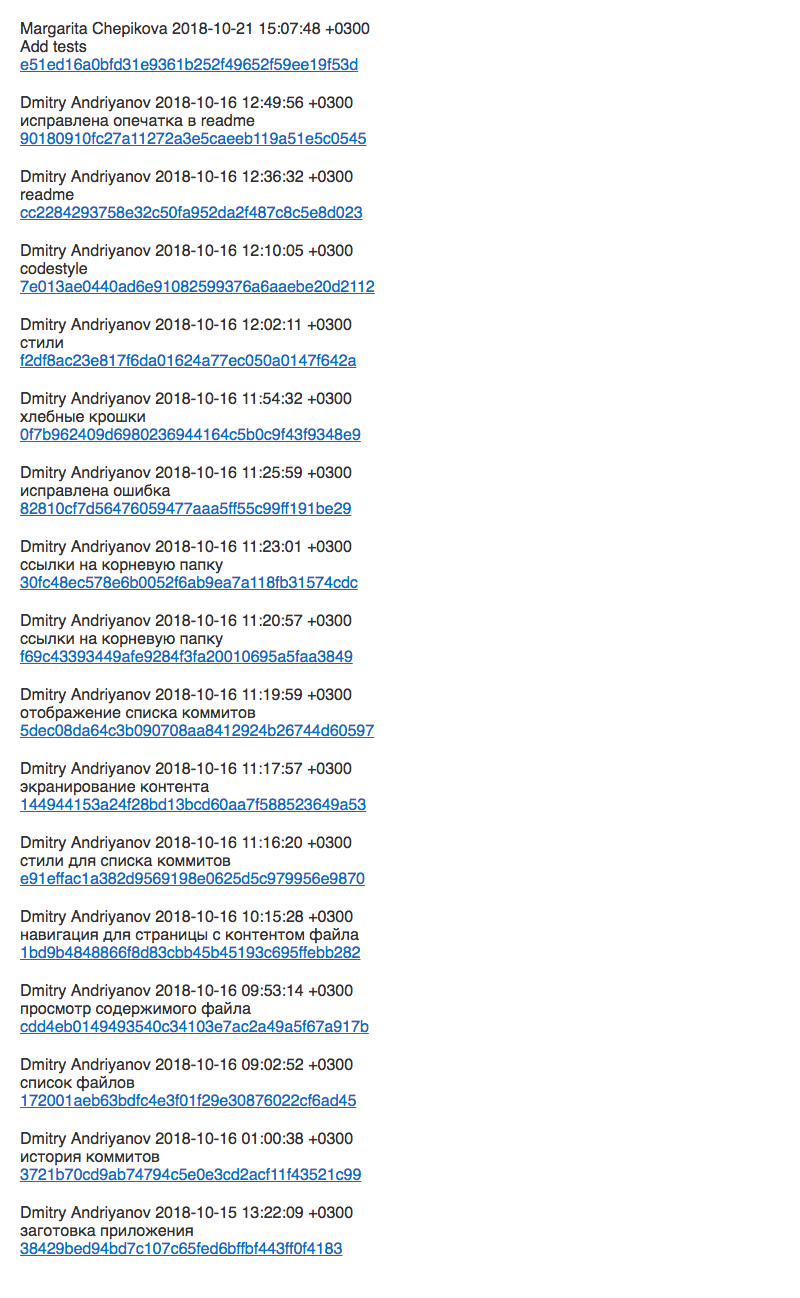 Margarita Chepikova 2018-10-21 15:07:48 +0300
Add tests
e51ed16a0bfd31e9361b252f49652f59ee19f53d
Dmitry Andriyanov 2018-10-16 12:49:56 +0300
исправлена опечатка в readme
90180910fc27a11272a3e5caeeb119a51e5c0545
Dmitry Andriyanov 2018-10-16 12:36:32 +0300
readme
cc2284293758e32c50fa952da2f487c8c5e8d023
Dmitry Andriyanov 2018-10-16 12:10:05 +0300
codestyle
7e013ae0440ad6e91082599376a6aaebe20d2112
Dmitry Andriyanov 2018-10-16 12:02:11 +0300
стили
f2df8ac23e817f6da01624a77ec050a0147f642a
Dmitry Andriyanov 2018-10-16 11:54:32 +0300
хлебные крошки
0f7b962409d6980236944164c5b0c9f43f9348e9
Dmitry Andriyanov 2018-10-16 11:25:59 +0300
исправлена ошибка
82810cf7d56476059477aaa5ff55c99ff191be29
Dmitry Andriyanov 2018-10-16 11:23:01 +0300
ссылки на корневую папку
30fc48ec578e6b0052f6ab9ea7a118fb31574cdc
Dmitry Andriyanov 2018-10-16 11:20:57 +0300
ссылки на корневую папку
f69c43393449afe9284f3fa20010695a5faa3849
Dmitry Andriyanov 2018-10-16 11:19:59 +0300
отображение списка коммитов
5dec08da64c3b090708aa8412924b26744d60597
Dmitry Andriyanov 2018-10-16 11:17:57 +0300
экранирование контента
144944153a24f28bd13bcd60aa7f588523649a53
Dmitry Andriyanov 2018-10-16 11:16:20 +0300
стили для списка коммитов
e91effac1a382d9569198e0625d5c979956e9870
Dmitry Andriyanov 2018-10-16 10:15:28 +0300
навигация для страницы с контентом файла
1bd9b4848866f8d83cbb45b45193c695ffebb282
Dmitry Andriyanov 2018-10-16 09:53:14 +0300
просмотр содержимого файла
cdd4eb0149493540c34103e7ac2a49a5f67a917b
Dmitry Andriyanov 2018-10-16 09:02:52 +0300
список файлов
172001aeb63bdfc4e3f01f29e30876022cf6ad45
Dmitry Andriyanov 2018-10-16 01:00:38 +0300
история коммитов
3721b70cd9ab74794c5e0e3cd2acf11f43521c99
Dmitry Andriyanov 2018-10-15 13:22:09 +0300
заготовка приложения
38429bed94bd7c107c65fed6bffbf443ff0f4183